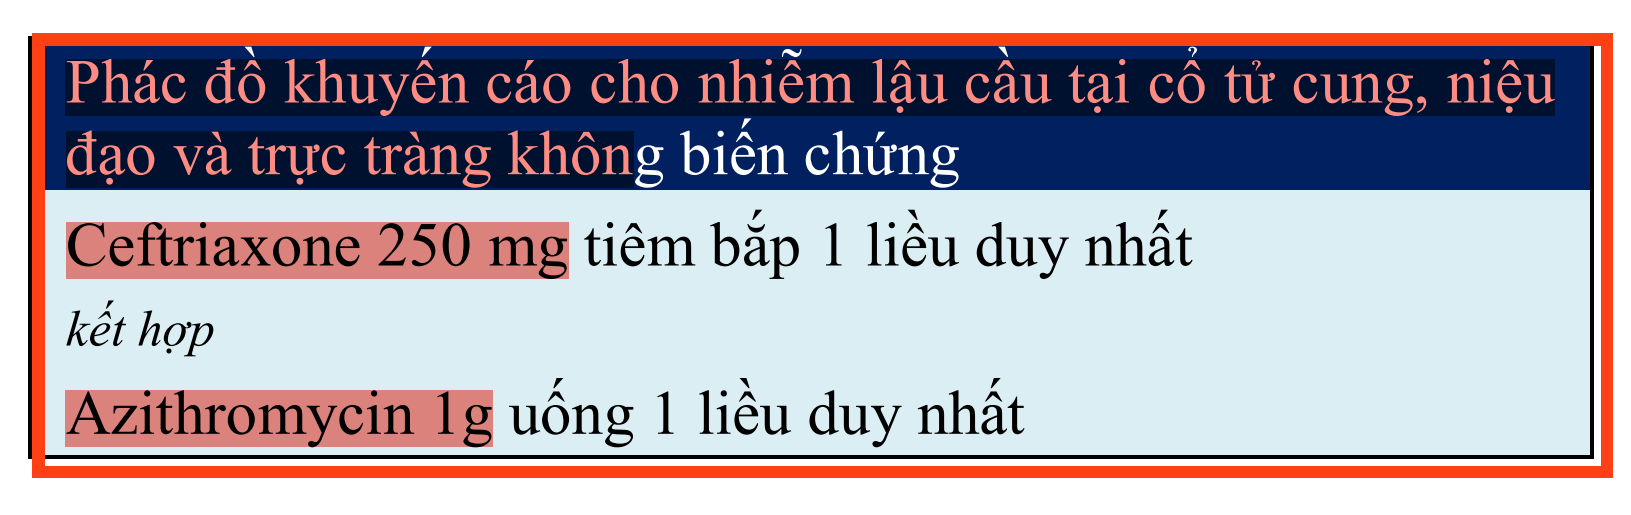 Phác đồ khuyến cáo cho nhiễm lậu cầu tại cổ tử cung, niệu
đạo và trực tràng không biến chứng
Ceftriaxone 250 mg tiêm bắp 1 liều duy nhất
kết hợp
Azithromycin 1g uống 1 liều duy nhất